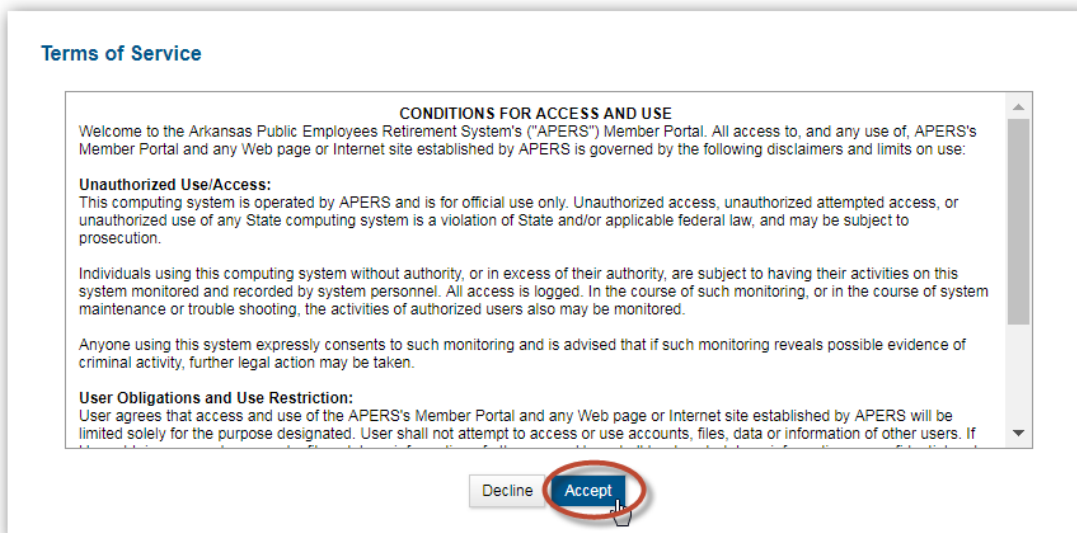 Terms of Service
CONDITIONS FOR ACCESS AND USE
Welcome to the Arkansas Public Employees Retirement System's ("APERS") Member Portal. All access to, and any use of, APERS's
Member Portal and any Web page or Internet site established by APERS is governed by the following disclaimers and limits on use:
Unauthorized Use/Access:
This computing system is operated by APERS and is for official use only. Unauthorized access, unauthorized attempted access, or
unauthorized use of any State computing system is a violation of State and/or applicable federal law, and may be subject to
prosecution.
Individuals using this computing system without authority, or in excess of their authority, are subject to having their activities on this
system monitored and recorded by system personnel. All access is logged. In the course of such monitoring, or in the course of system
maintenance or trouble shooting, the activities of authorized users also may be monitored.
Anyone using this system expressly consents to such monitoring and is advised that if such monitoring reveals possible evidence of
criminal activity, further legal action may be taken.
User Obligations and Use Restriction:
User agrees that access and use of the APERS's Member Portal and any Web page or Internet site established by APERS will be
limited solely for the purpose designated. User shall not attempt to access or use accounts, files, data or information of other users. If
Decline
Accept